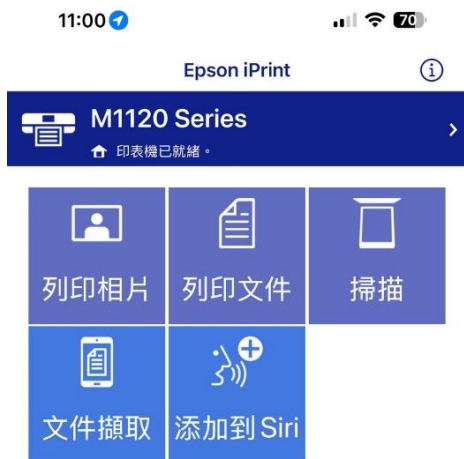 11:00
70
Epson iPrint
M1120 Series
印表機已就緒。
列印相片
列印文件
掃描
文件擷取
添加到 Siri